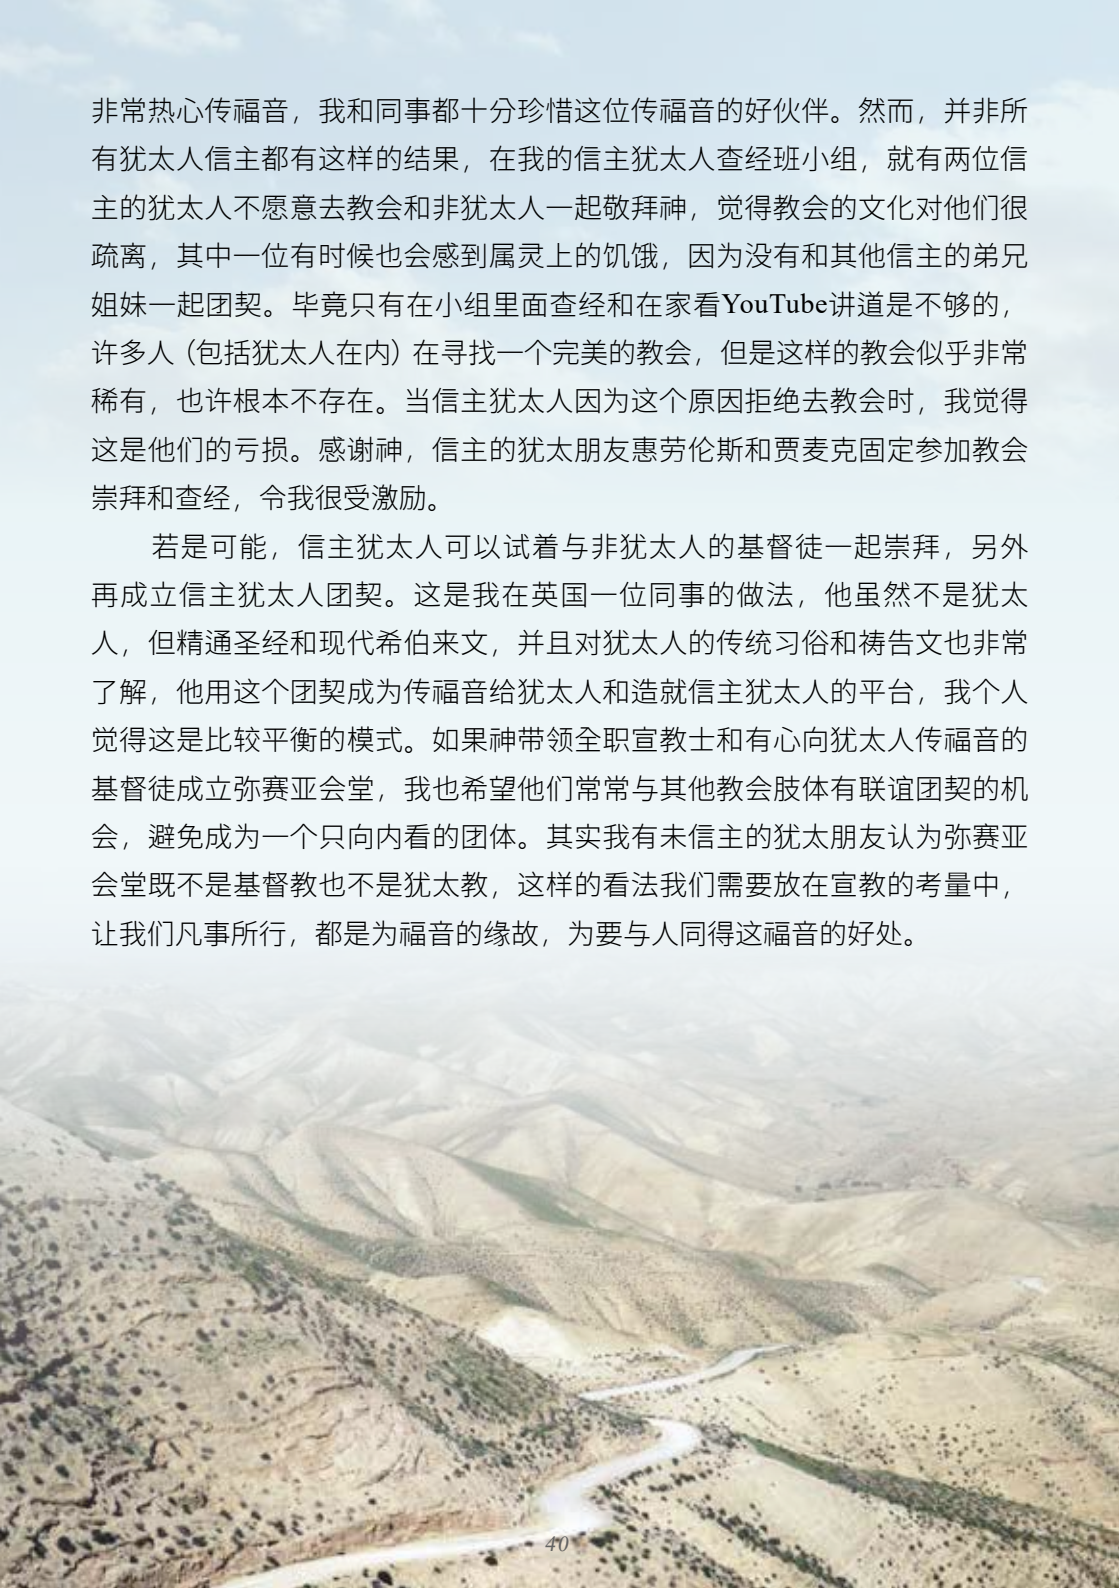 非常热心传福音，我和同事都十分珍惜这位传福音的好伙伴。然而，并非所
有犹太人信主都有这样的结果，在我的信主犹太人查经班小组，就有两位信
主的犹太人不愿意去教会和非犹太人一起敬拜神，觉得教会的文化对他们很
疏离，其中一位有时候也会感到属灵上的饥饿，因为没有和其他信主的弟兄
姐妹一起团契。毕竟只有在小组里面查经和在家看YouTube讲道是不够的，
许多人（包括犹太人在内）在寻找一个完美的教会，但是这样的教会似乎非常
稀有，也许根本不存在。当信主犹太人因为这个原因拒绝去教会时，我觉得
这是他们的亏损。感谢神，信主的犹太朋友惠劳伦斯和贾麦克固定参加教会
崇拜和查经，令我很受激励。
若是可能，信主犹太人可以试着与非犹太人的基督徒一起崇拜，另外
再成立信主犹太人团契。这是我在英国一位同事的做法，他虽然不是犹太
人，但精通圣经和现代希伯来文，并且对犹太人的传统习俗和祷告文也非常
了解，他用这个团契成为传福音给犹太人和造就信主犹太人的平台，我个人
觉得这是比较平衡的模式。如果神带领全职宣教士和有心向犹太人传福音的
基督徒成立弥赛亚会堂，我也希望他们常常与其他教会肢体有联谊团契的机
会，避免成为一个只向内看的团体。其实我有未信主的犹太朋友认为弥赛亚
会堂既不是基督教也不是犹太教，这样的看法我们需要放在宣教的考量中，
让我们凡事所行，都是为福音的缘故，为要与人同得这福音的好处。
40